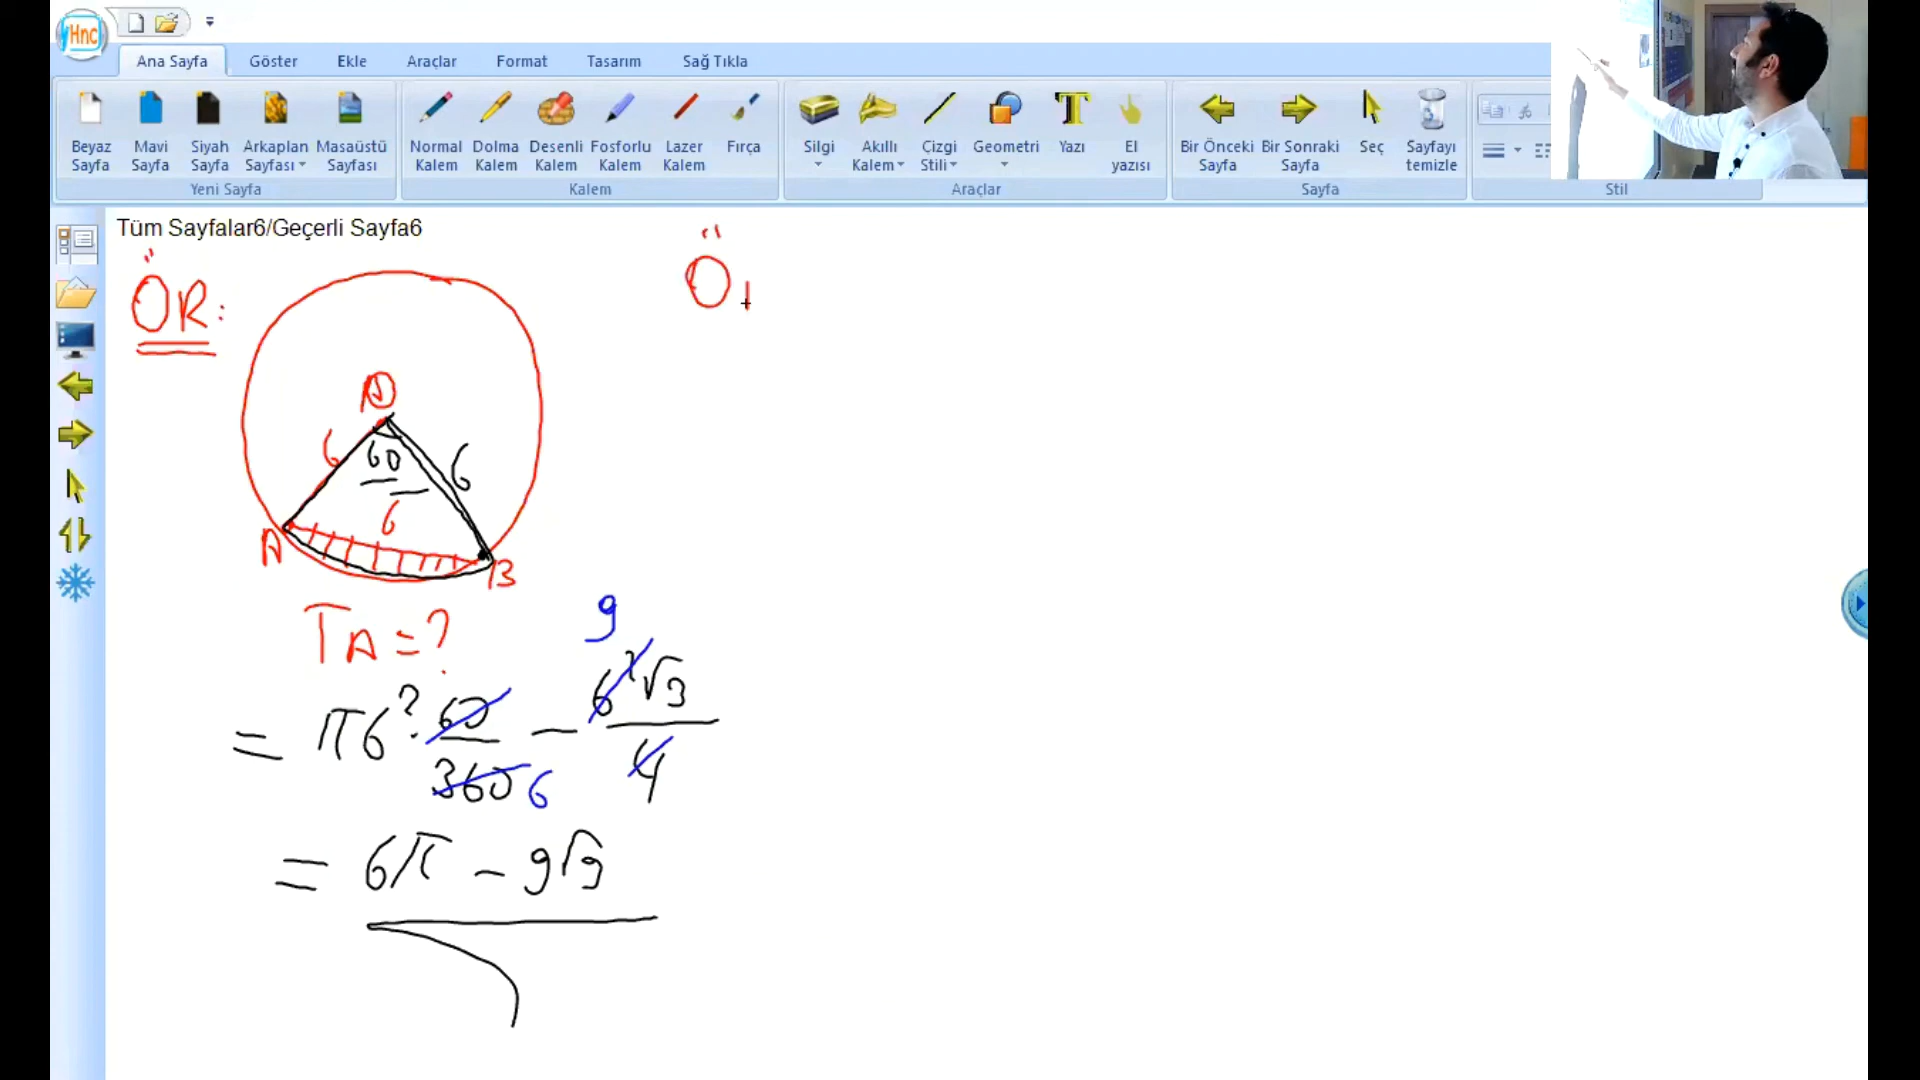 Hnc
Ana Sayfa Göster Ekle Araçlar Format Tasarım Sağ Tıkla
Beyaz Sayfa Mavi Sayfa Siyah Sayfa Arkaplan Sayfası Masaüstü Sayfası
Yeni Sayfa
Normal Kalem Dolma Kalem Desenli Kalem Fosforlu Kalem Lazer Kalem Fırça
Kalem
Silgi Akıllı Kalem Çizgi Stili Geometri Yazı El yazısı
Araçlar
Bir Önceki Sayfa Bir Sonraki Sayfa Seç Sayfayı temizle
Sayfa
Stil
Tüm Sayfalar6/Geçerli Sayfa6
ÖR:
Ö
6 60 6
6
A B
TA=?
9
= π6². 60/360 6 − 6²√3/4
= 6π − 9√3